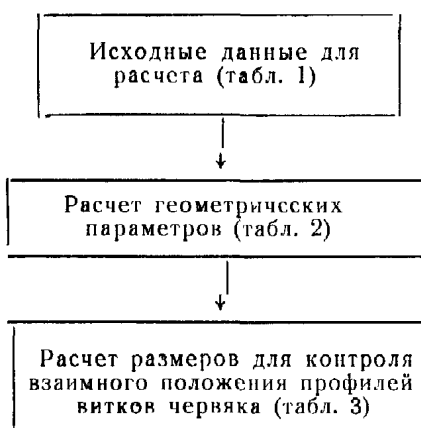 Исходные данные для
расчета (табл. 1)
Расчет геометрических
параметров (табл. 2)
Расчет размеров для контроля
взаимного положения профилей
витков червяка (табл. 3)